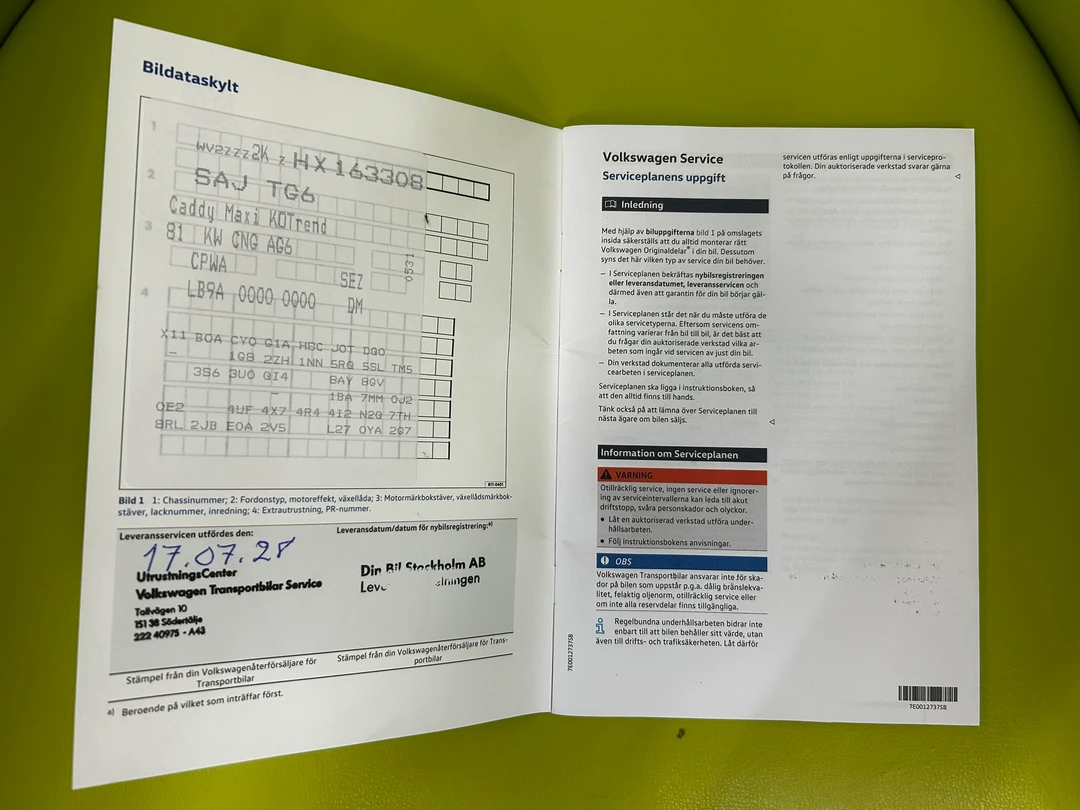 Bildataskylt
1
WV2ZZZ2K Z HX163308
2
SAJ TG6
Caddy Maxi KOTrend
3
81 KW CNG AG6
0531
CPWA SEZ
4
LB9A 0000 0000 DM
X11 BOA CVO G1A HBC JOT DGO
1G8 2ZH 1NN 5RQ 5SL TM5
3S6 3U0 QI4 BAY 8GV
1BA 7MM 0J2
0E2 4UF 4X7 4R4 4I2 N2Q 7TH
8RL 2JB E0A 2V5 L27 0YA 2G7
B1T-0401
Bild 1 1: Chassinummer; 2: Fordonstyp, motoreffekt, växellåda; 3: Motormärkbokstäver, växellådsmärkbok-
stäver, lacknummer, inredning; 4: Extrautrustning, PR-nummer.
Leveransservicen utfördes den:
17.07.28
UtrustningsCenter
Volkswagen Transportbilar Service
Tallvägen 10
151 38 Södertälje
222 40975 - A43
Stämpel från din Volkswagenåterförsäljare för
Transportbilar
Leveransdatum/datum för nybilsregistrering:a)
Din Bil Stockholm AB
Stämpel från din Volkswagenåterförsäljare för Trans-
portbilar
a) Beroende på vilket som inträffar först.
Volkswagen Service
Serviceplanens uppgift
Inledning
Med hjälp av biluppgifterna bild 1 på omslagets
insida säkerställs att du alltid monterar rätt
Volkswagen Originaldelar® i din bil. Dessutom
syns det här vilken typ av service din bil behöver.
– I Serviceplanen bekräftas nybilsregistreringen
eller leveransdatumet, leveransservicen och
därmed även att garantin för din bil börjar gäl-
la.
– I Serviceplanen står det när du måste utföra de
olika servicetyperna. Eftersom servicens om-
fattning varierar från bil till bil, är det bäst att
du frågar din auktoriserade verkstad vilka ar-
beten som ingår vid servicen av just din bil.
– Din verkstad dokumenterar alla utförda servi-
cearbeten i serviceplanen.
Serviceplanen ska ligga i instruktionsboken, så
att den alltid finns till hands.
Tänk också på att lämna över Serviceplanen till
nästa ägare om bilen säljs.
Information om Serviceplanen
VARNING
Otillräcklig service, ingen service eller ignorer-
ing av serviceintervallerna kan leda till akut
driftstopp, svåra personskador och olyckor.
• Låt en auktoriserad verkstad utföra under-
hållsarbeten.
• Följ instruktionsbokens anvisningar.
OBS
Volkswagen Transportbilar ansvarar inte för ska-
dor på bilen som uppstår p.g.a. dålig bränslekva-
litet, felaktig oljenorm, otillräcklig service eller
om inte alla reservdelar finns tillgängliga.
Regelbundna underhållsarbeten bidrar inte
enbart till att bilen behåller sitt värde, utan
även till drifts- och trafiksäkerheten. Låt därför
servicen utföras enligt uppgifterna i servicepro-
tokollen. Din auktoriserade verkstad svarar gärna
på frågor.
7E0012737SB
7E0012737SB